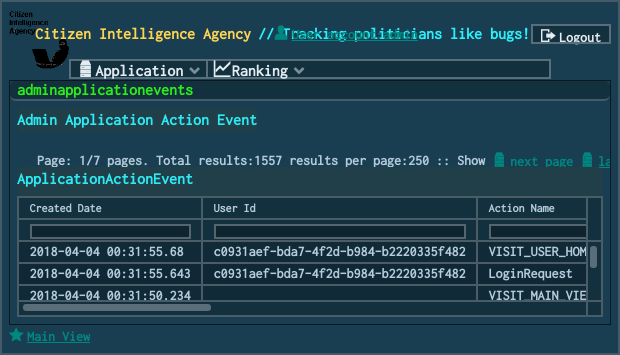 Citizen
Intelligence
Agency
Citizen Intelligence Agency // Tracking politicians like bugs!
Logout
Application Ranking
adminapplicationevents
Admin Application Action Event
Page: 1/7 pages. Total results:1557 results per page:250 :: Show next page la
ApplicationActionEvent
Created Date User Id Action Name
2018-04-04 00:31:55.68 c0931aef-bda7-4f2d-b984-b2220335f482 VISIT_USER_HOM
2018-04-04 00:31:55.643 c0931aef-bda7-4f2d-b984-b2220335f482 LoginRequest
2018-04-04 00:31:50.234 VISIT_MAIN_VIE
Main View